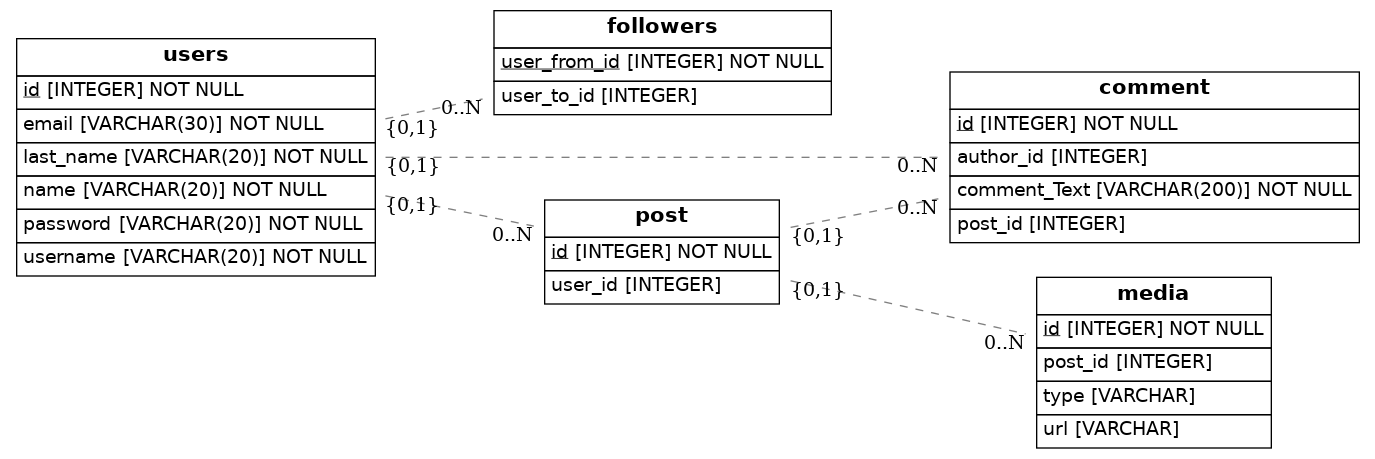 users
id [INTEGER] NOT NULL
email [VARCHAR(30)] NOT NULL
last_name [VARCHAR(20)] NOT NULL
name [VARCHAR(20)] NOT NULL
password [VARCHAR(20)] NOT NULL
username [VARCHAR(20)] NOT NULL
{0,1}
0..N
{0,1}
0..N
{0,1}
0..N
followers
user_from_id [INTEGER] NOT NULL
user_to_id [INTEGER]
post
id [INTEGER] NOT NULL
user_id [INTEGER]
{0,1}
0..N
{0,1}
0..N
comment
id [INTEGER] NOT NULL
author_id [INTEGER]
comment_Text [VARCHAR(200)] NOT NULL
post_id [INTEGER]
media
id [INTEGER] NOT NULL
post_id [INTEGER]
type [VARCHAR]
url [VARCHAR]